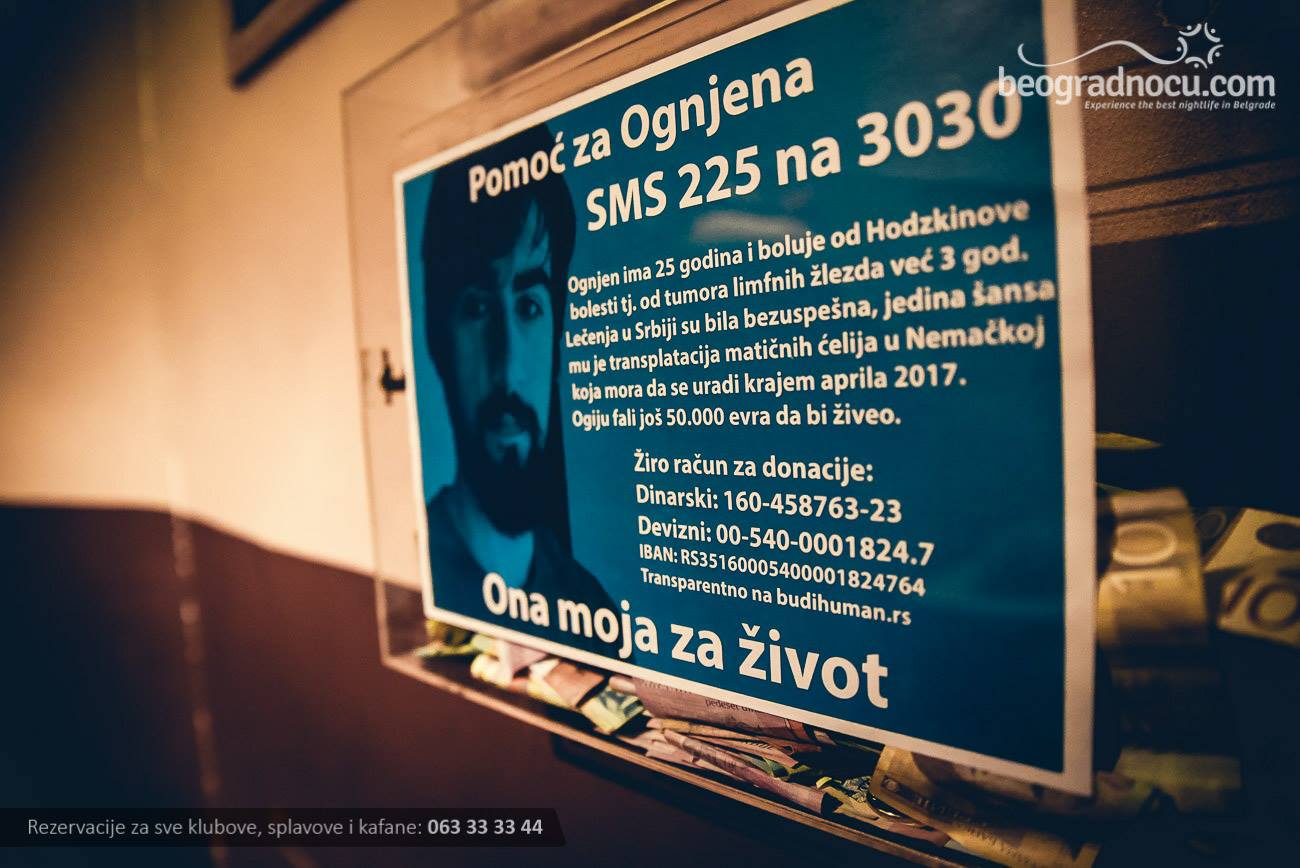 beogradnocu.com
Experience the best nightlife in Belgrade
Pomoć za Ognjena
SMS 225 na 3030
Ognjen ima 25 godina i boluje od Hodzkinove
bolesti tj. od tumora limfnih žlezda već 3 god.
Lečenja u Srbiji su bila bezuspešna, jedina šansa
mu je transplatacija matičnih ćelija u Nemačkoj
koja mora da se uradi krajem aprila 2017.
Ogiju fali još 50.000 evra da bi živeo.
Žiro račun za donacije:
Dinarski: 160-458763-23
Devizni: 00-540-0001824.7
IBAN: RS35160005400001824764
Transparentno na budihuman.rs
Ona moja za život
pedeset
10
10
Rezervacije za sve klubove, splavove i kafane: 063 33 33 44